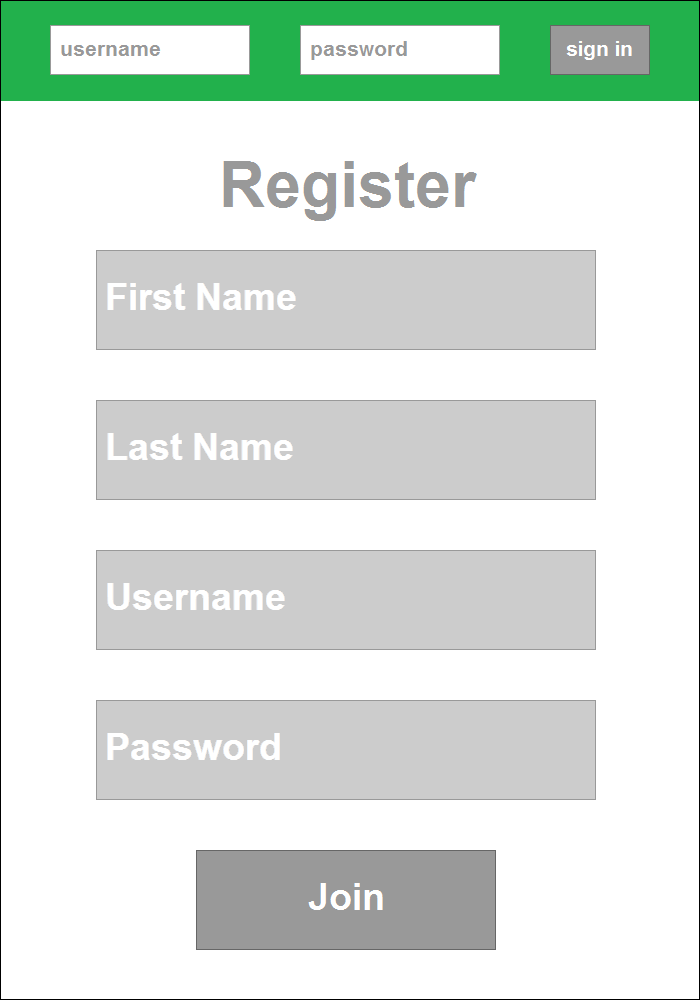 username password sign in
Register
First Name
Last Name
Username
Password
Join